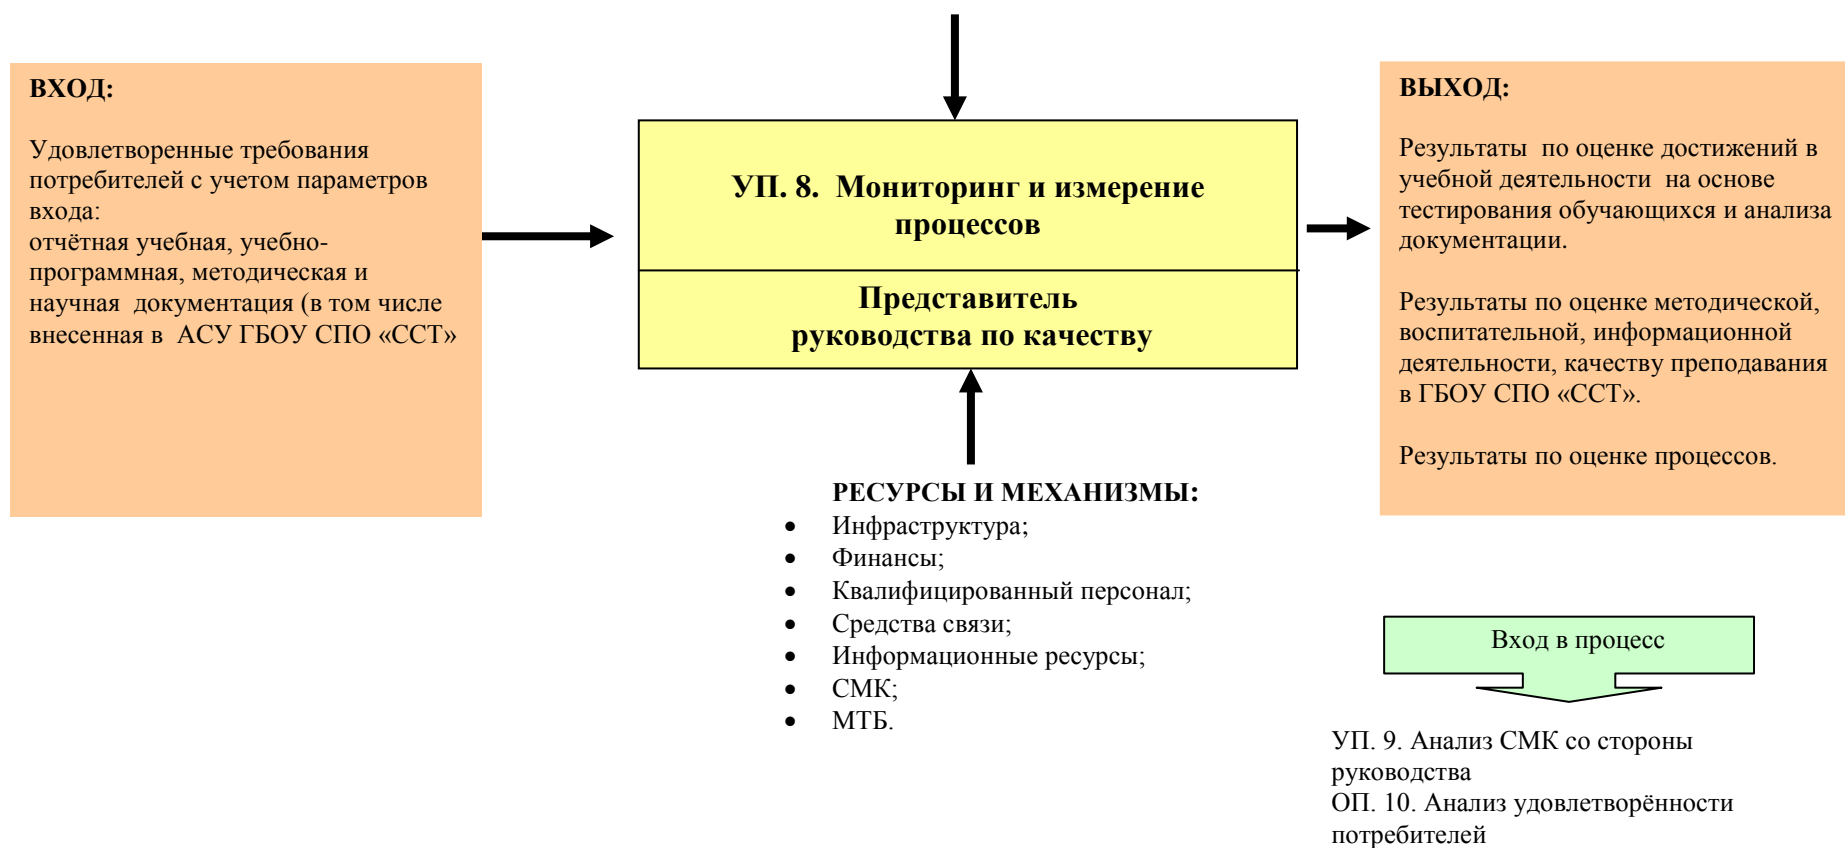 ВХОД:
Удовлетворенные требования
потребителей с учетом параметров
входа:
отчётная учебная, учебно-
программная, методическая и
научная документация (в том числе
внесенная в АСУ ГБОУ СПО «ССТ»
УП. 8. Мониторинг и измерение
процессов
Представитель
руководства по качеству
ВЫХОД:
Результаты по оценке достижений в
учебной деятельности на основе
тестирования обучающихся и анализа
документации.
Результаты по оценке методической,
воспитательной, информационной
деятельности, качеству преподавания
в ГБОУ СПО «ССТ».
Результаты по оценке процессов.
РЕСУРСЫ И МЕХАНИЗМЫ:
• Инфраструктура;
• Финансы;
• Квалифицированный персонал;
• Средства связи;
• Информационные ресурсы;
• СМК;
• МТБ.
Вход в процесс
УП. 9. Анализ СМК со стороны
руководства
ОП. 10. Анализ удовлетворённости
потребителей